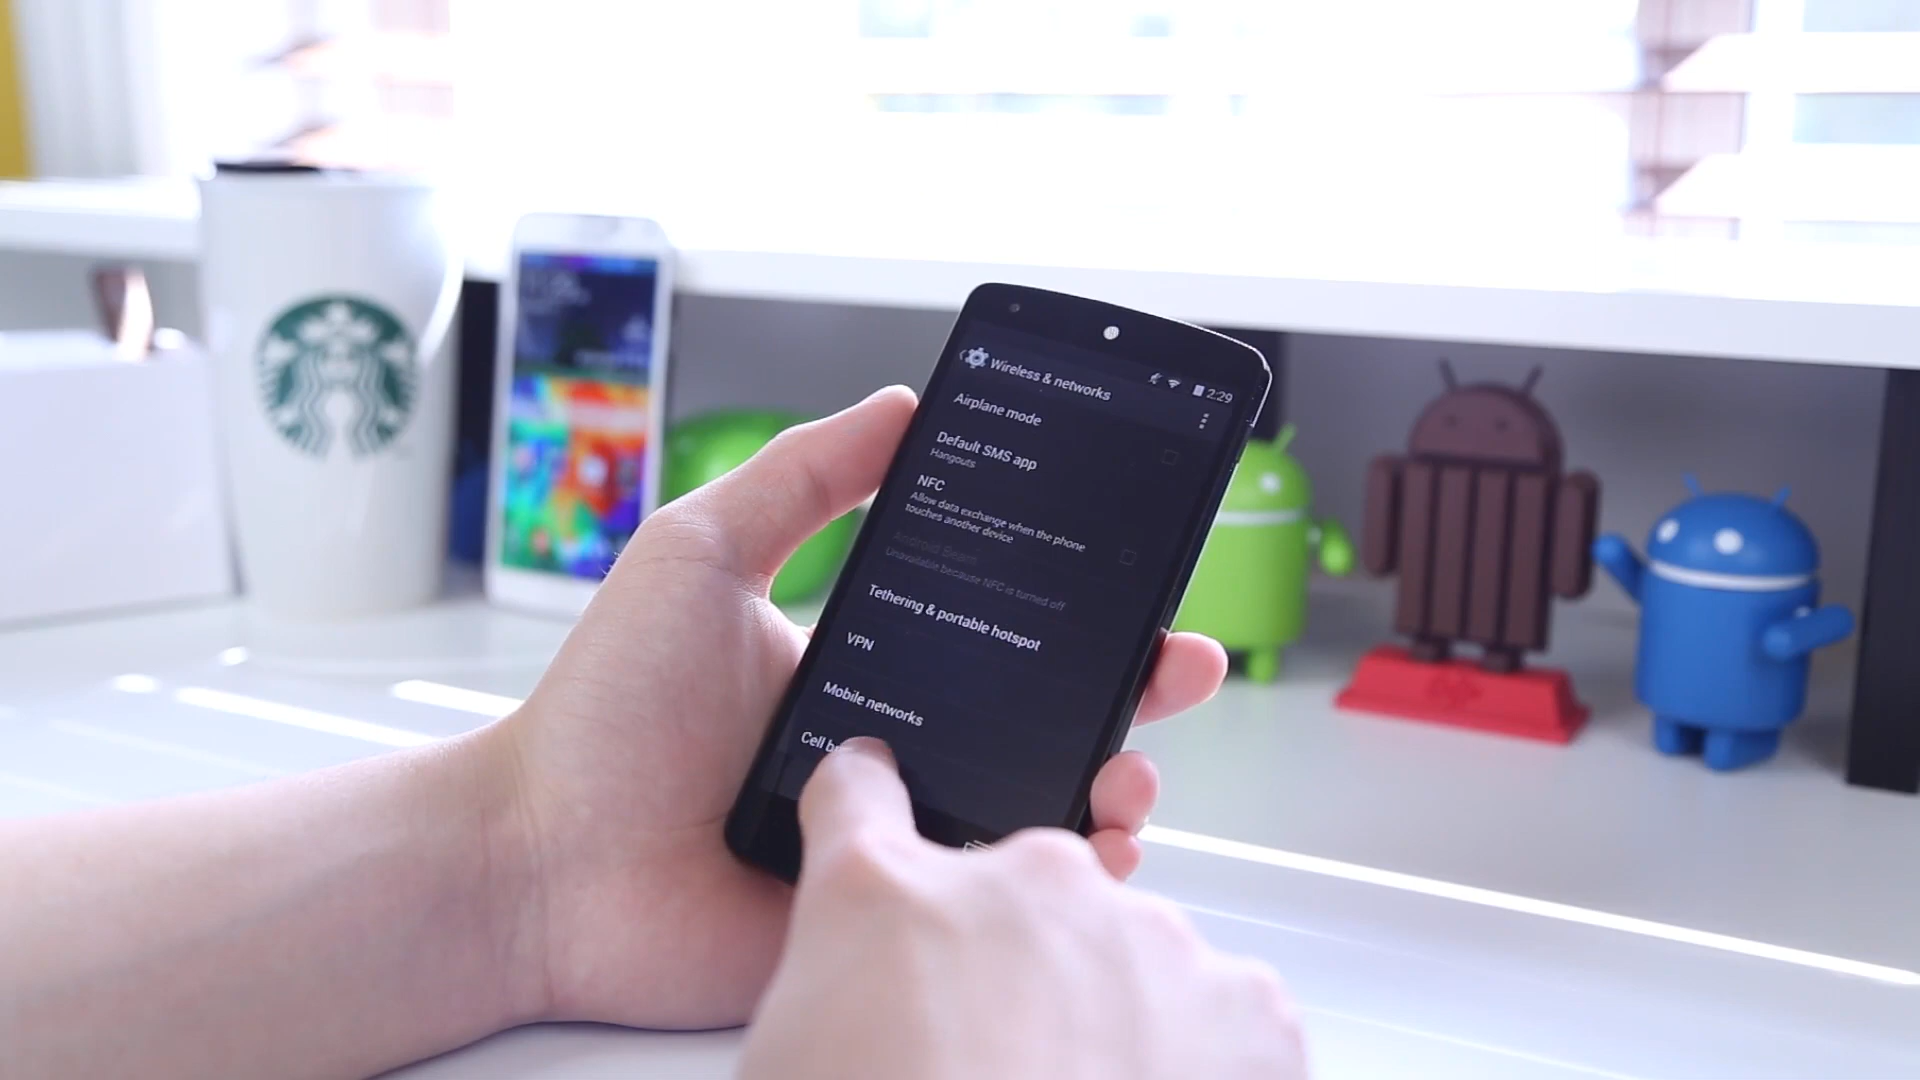 Wireless & networks
2:29
Airplane mode
Default SMS app
Hangouts
NFC
Allow data exchange when the phone
touches another device
Android Beam
Unavailable because NFC is turned off
Tethering & portable hotspot
VPN
Mobile networks
Cell